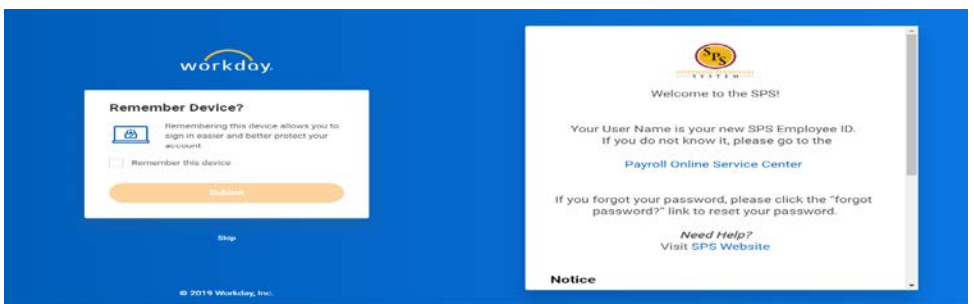 workday.
Remember Device?
Remembering this device allows you to
sign in easier and better protect your
account
Remember this device
Submit
Skip
© 2019 Workday, Inc.
SPS
SYSTEM
Welcome to the SPS!
Your User Name is your new SPS Employee ID.
If you do not know it, please go to the
Payroll Online Service Center
If you forgot your password, please click the "forgot
password?" link to reset your password.
Need Help?
Visit SPS Website
Notice